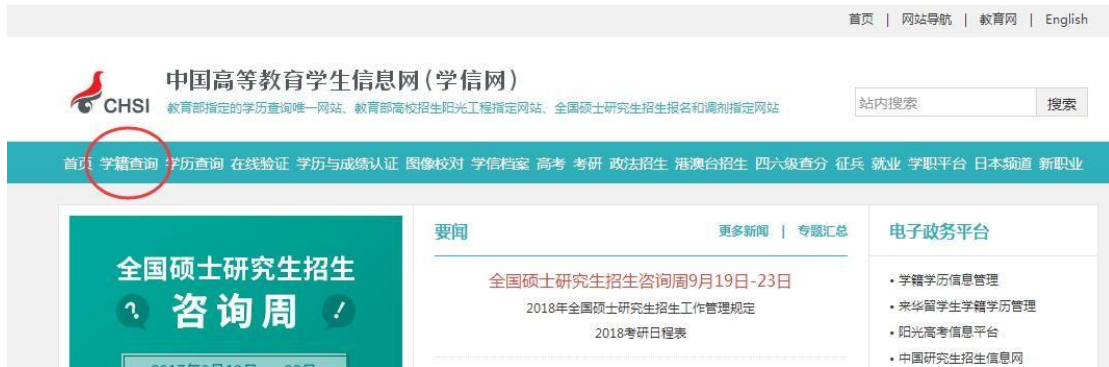 首页 | 网站导航 | 教育网 | English
中国高等教育学生信息网(学信网)
CHSI
教育部指定的学历查询唯一网站、教育部高校招生阳光工程指定网站、全国硕士研究生招生报名和调剂指定网站
站内搜索
搜索
首页 学籍查询 学历查询 在线验证 学历与成绩认证 图像校对 学信档案 高考 考研 政法招生 港澳台招生 四六级查分 征兵 就业 学职平台 日本频道 新职业
全国硕士研究生招生
? 咨询周 !
要闻
更多新闻 | 专题汇总
全国硕士研究生招生咨询周9月19日-23日
2018年全国硕士研究生招生工作管理规定
2018考研日程表
电子政务平台
• 学籍学历信息管理
• 来华留学生学籍学历管理
• 阳光高考信息平台
• 中国研究生招生信息网